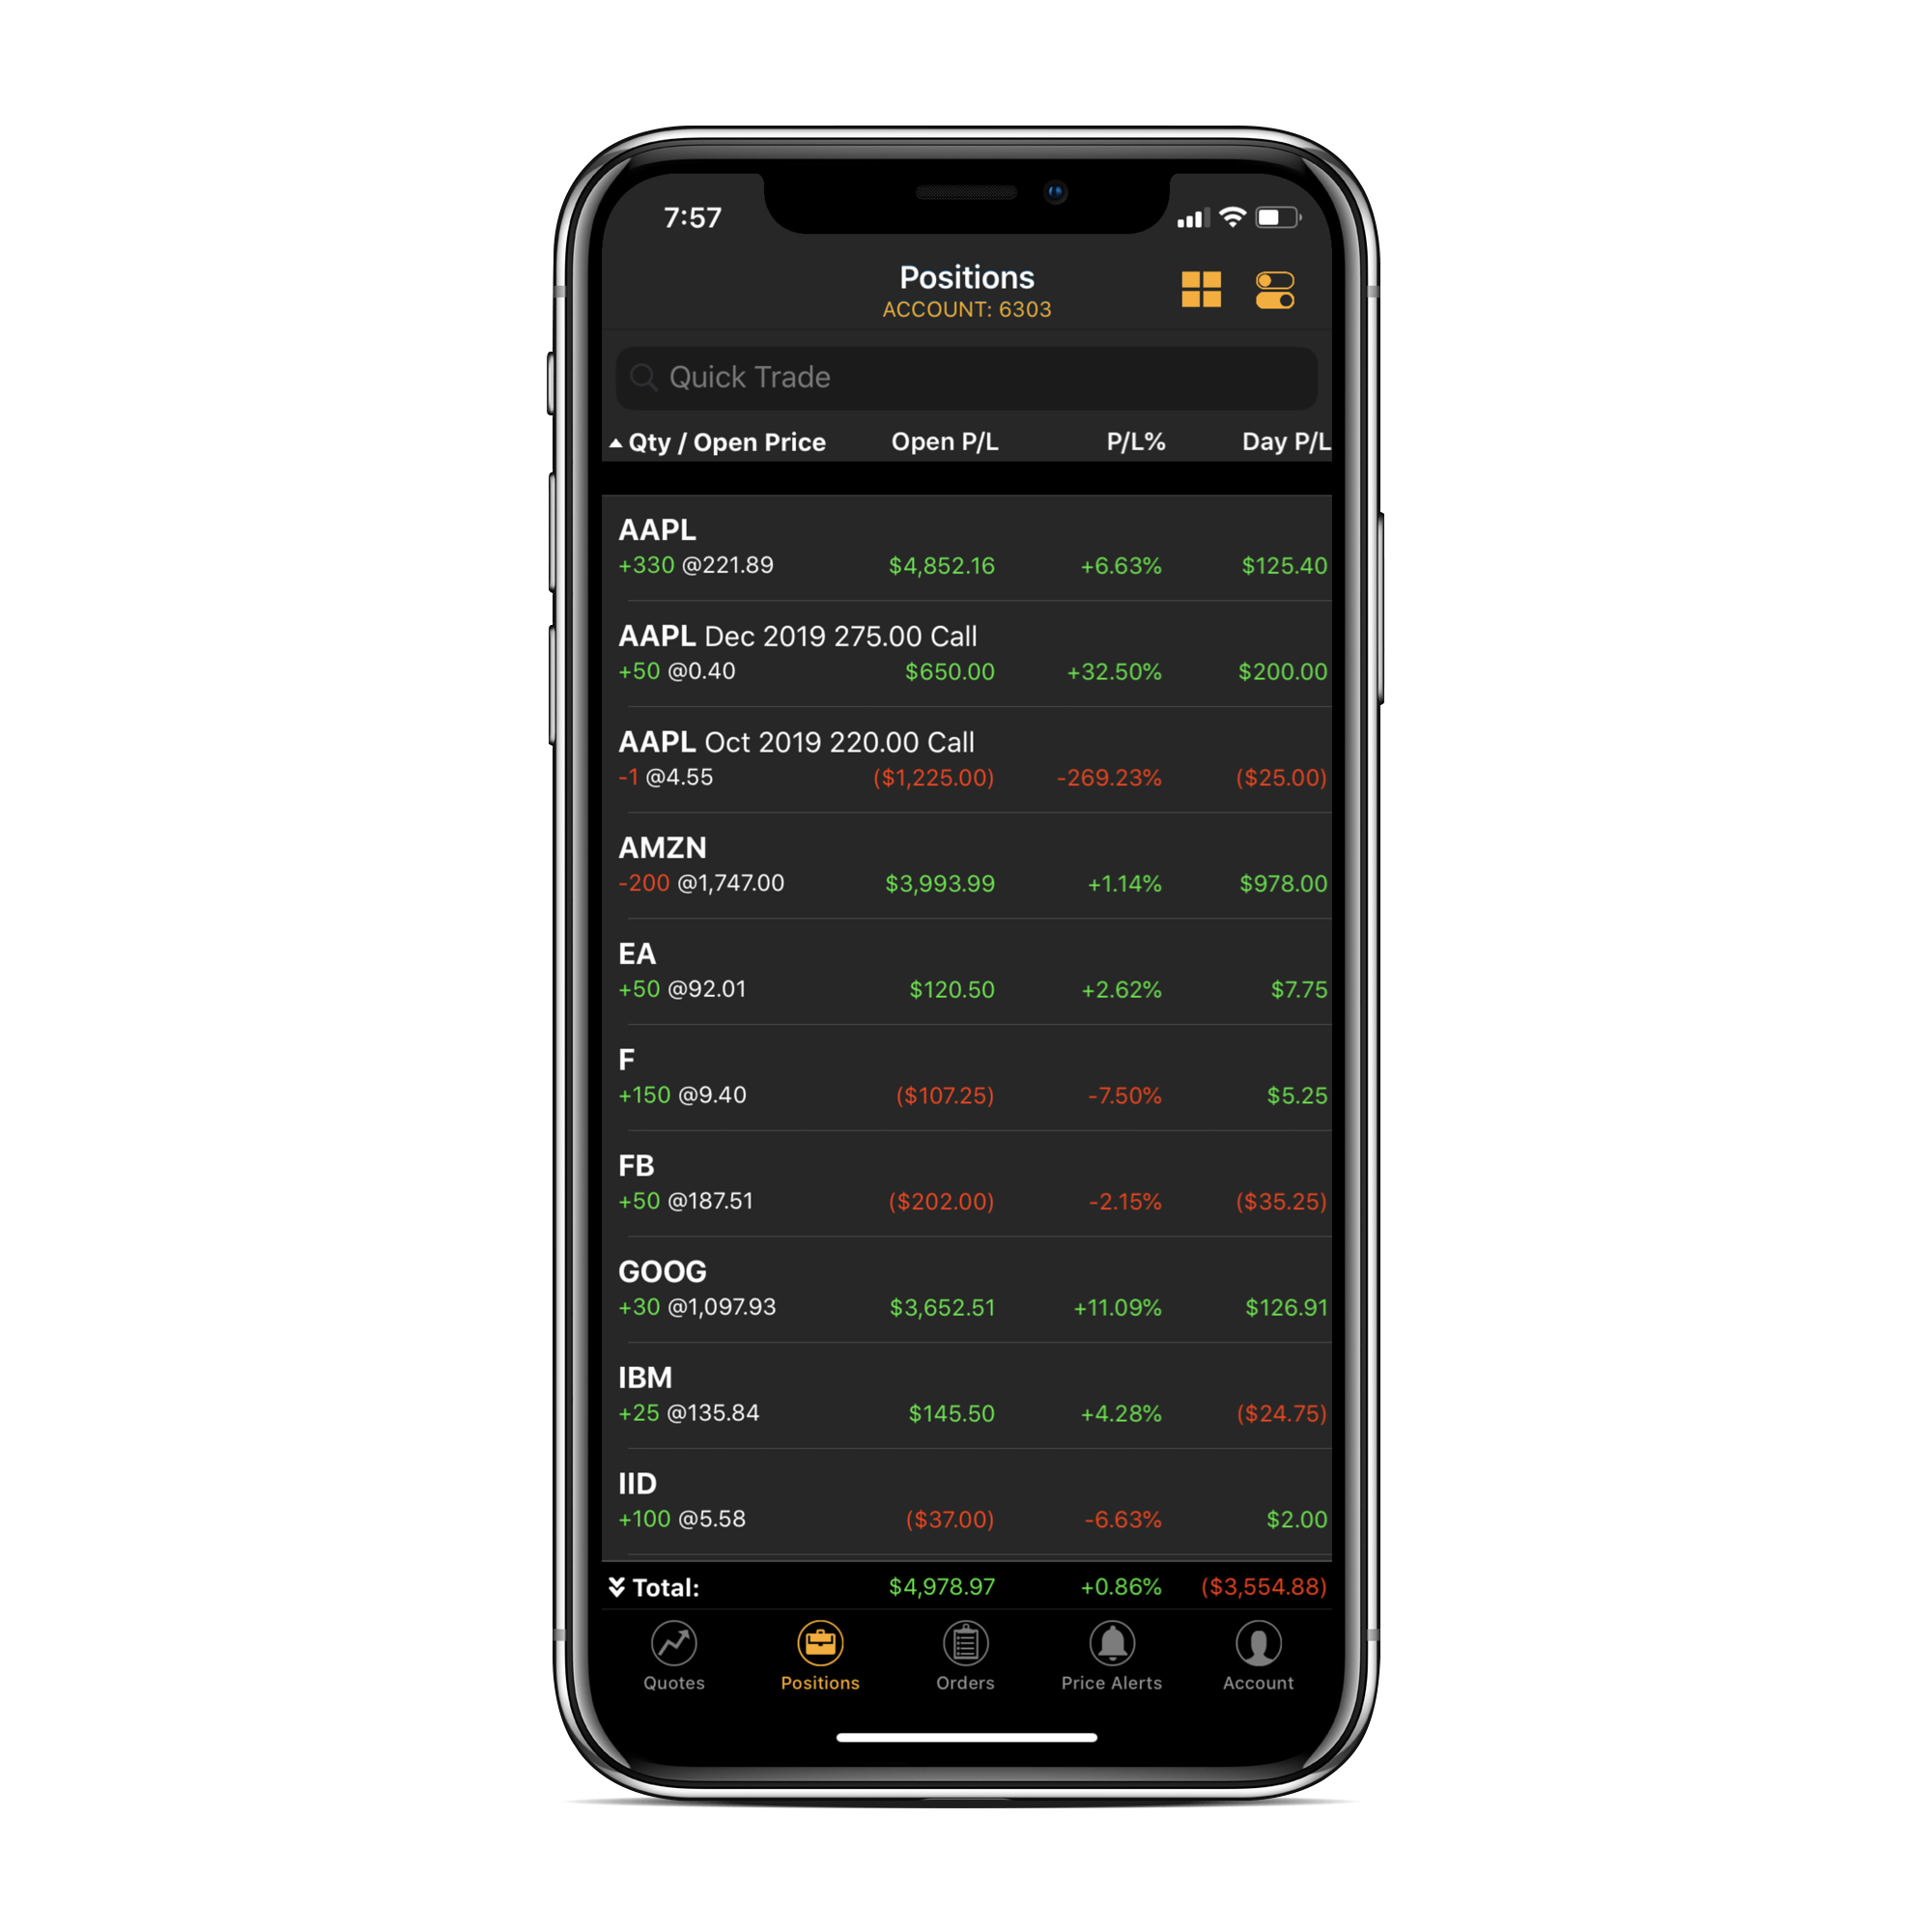 7:57
Positions
ACCOUNT: 6303
Quick Trade
Qty / Open Price Open P/L P/L% Day P/L
AAPL
+330 @221.89 $4,852.16 +6.63% $125.40
AAPL Dec 2019 275.00 Call
+50 @0.40 $650.00 +32.50% $200.00
AAPL Oct 2019 220.00 Call
-1 @4.55 ($1,225.00) -269.23% ($25.00)
AMZN
-200 @1,747.00 $3,993.99 +1.14% $978.00
EA
+50 @92.01 $120.50 +2.62% $7.75
F
+150 @9.40 ($107.25) -7.50% $5.25
FB
+50 @187.51 ($202.00) -2.15% ($35.25)
GOOG
+30 @1,097.93 $3,652.51 +11.09% $126.91
IBM
+25 @135.84 $145.50 +4.28% ($24.75)
IID
+100 @5.58 ($37.00) -6.63% $2.00
Total: $4,978.97 +0.86% ($3,554.88)
Quotes Positions Orders Price Alerts Account